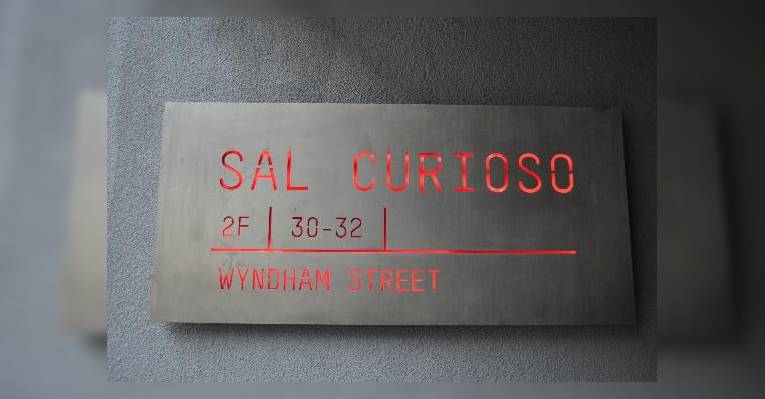 SAL CURIOSO
2F | 30-32 |
WYNDHAM STREET